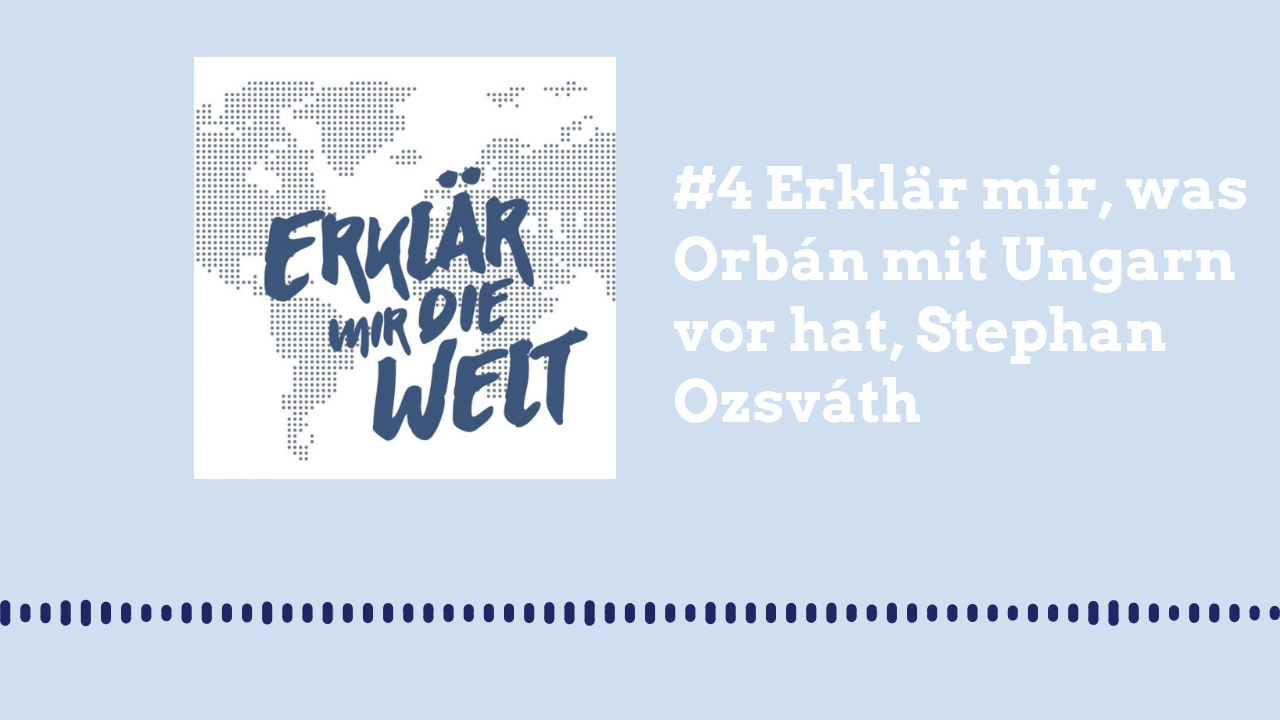 ERKLÄR
MIR DIE
WELT
#4 Erklär mir, was
Orbán mit Ungarn
vor hat, Stephan
Ozsváth